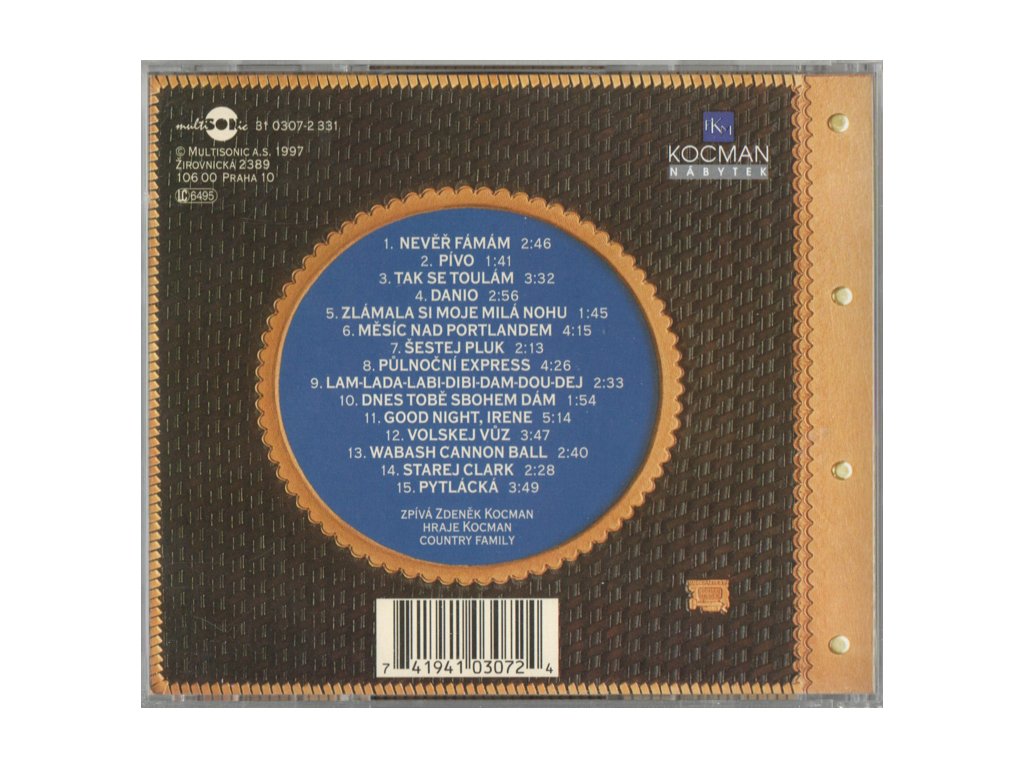 multiSONic 31 0307-2 331
© MULTISONIC A.S. 1997
ŽIROVNICKÁ 2389
106 00 PRAHA 10
LC 6495
KOCMAN
NÁBYTEK
1. NEVĚŘ FÁMÁM 2:46
2. PÍVO 1:41
3. TAK SE TOULÁM 3:32
4. DANIO 2:56
5. ZLÁMALA SI MOJE MILÁ NOHU 1:45
6. MĚSÍC NAD PORTLANDEM 4:15
7. ŠESTEJ PLUK 2:13
8. PŮLNOČNÍ EXPRESS 4:26
9. LAM-LADA-LABI-DIBI-DAM-DOU-DEJ 2:33
10. DNES TOBĚ SBOHEM DÁM 1:54
11. GOOD NIGHT, IRENE 5:14
12. VOLSKEJ VŮZ 3:47
13. WABASH CANNON BALL 2:40
14. STAREJ CLARK 2:28
15. PYTLÁCKÁ 3:49
ZPÍVÁ ZDENĚK KOCMAN
HRAJE KOCMAN
COUNTRY FAMILY
7 41941 03072 4